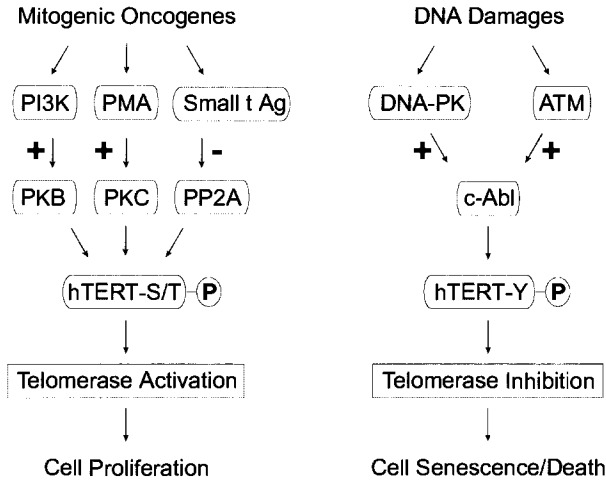 Mitogenic Oncogenes
DNA Damages
PI3K
PMA
Small t Ag
DNA-PK
ATM
+
+
-
+
+
PKB
PKC
PP2A
c-Abl
hTERT-S/T P
hTERT-Y P
Telomerase Activation
Telomerase Inhibition
Cell Proliferation
Cell Senescence/Death